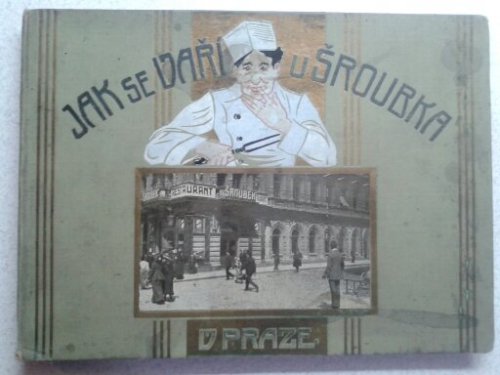 JAK SE VAŘÍ U ŠROUBKA
RESTAURANT ŠROUBEK
V PRAZE